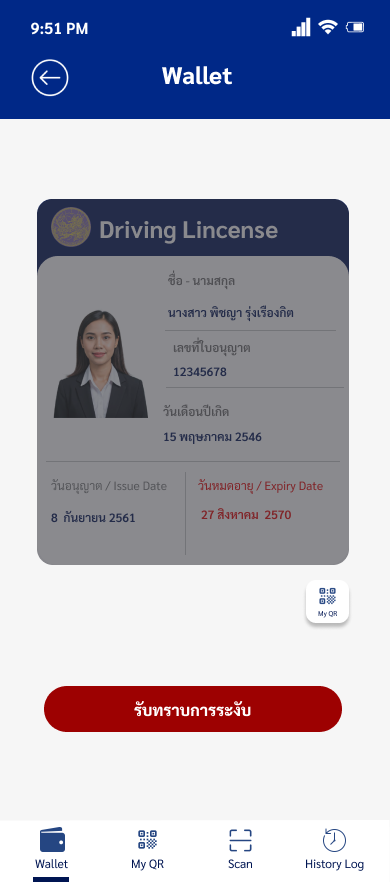 9:51 PM
Wallet
Driving Lincense
ชื่อ - นามสกุล
นางสาว พิชญา รุ่งเรืองกิต
เลขที่ใบอนุญาต
12345678
วันเดือนปีเกิด
15 พฤษภาคม 2546
วันอนุญาต / Issue Date
วันหมดอายุ / Expiry Date
8 กันยายน 2561
27 สิงหาคม 2570
My QR
รับทราบการระงับ
Wallet
My QR
Scan
History Log